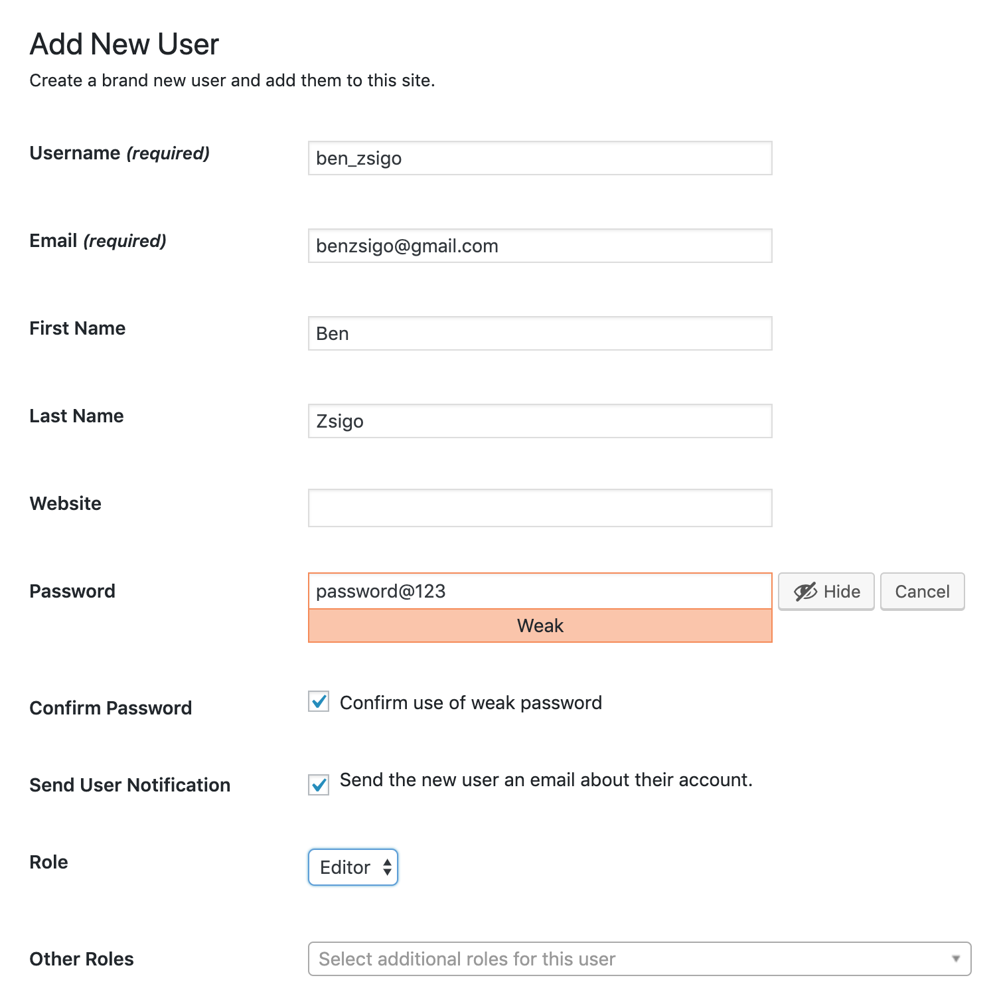 Add New User
Create a brand new user and add them to this site.
Username (required)
ben_zsigo
Email (required)
benzsigo@gmail.com
First Name
Ben
Last Name
Zsigo
Website
Password
password@123
Hide
Cancel
Weak
Confirm Password
Confirm use of weak password
Send User Notification
Send the new user an email about their account.
Role
Editor
Other Roles
Select additional roles for this user